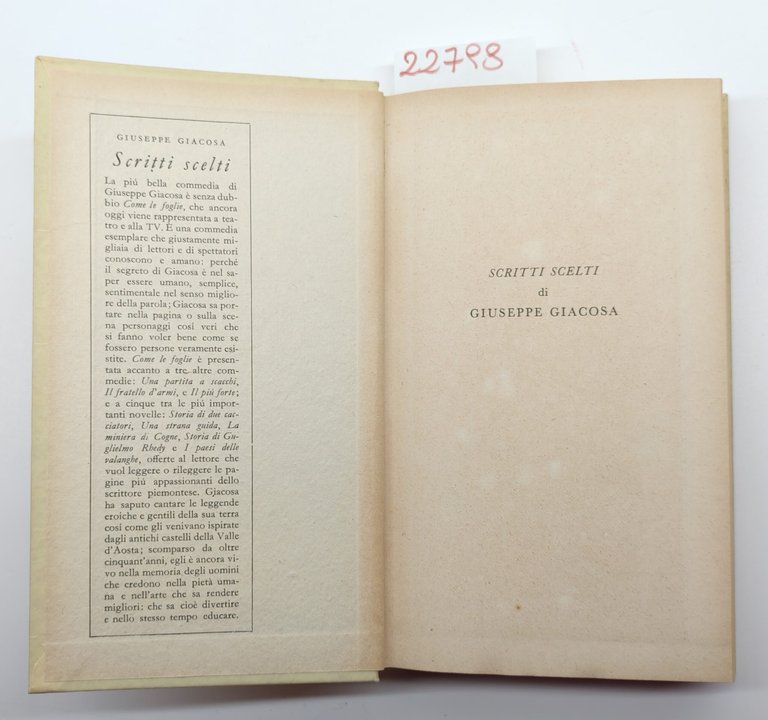 22798
GIUSEPPE GIACOSA
Scritti scelti
La piú bella commedia di
Giuseppe Giacosa è senza dub-
bio Come le foglie, che ancora
oggi viene rappresentata a tea-
tro e alla TV. È una commedia
esemplare che giustamente mi-
gliaia di lettori e di spettatori
conoscono e amano: perché
il segreto di Giacosa è nel sa-
per essere umano, semplice,
sentimentale nel senso miglio-
re della parola; Giacosa sa por-
tare nella pagina o sulla sce-
na personaggi cosí veri che
si fanno voler bene come se
fossero persone veramente esi-
stite. Come le foglie è presen-
tata accanto a tre altre com-
medie: Una partita a scacchi,
Il fratello d'armi, e Il piú forte;
e a cinque tra le piú impor-
tanti novelle: Storia di due cac-
ciatori, Una strana guida, La
miniera di Cogne, Storia di Gu-
glielmo Rhedy e I paesi delle
valanghe, offerte al lettore che
vuol leggere o rileggere le pa-
gine piú appassionanti dello
scrittore piemontese. Giacosa
ha saputo cantare le leggende
eroiche e gentili della sua terra
cosí come gli venivano ispirate
dagli antichi castelli della Valle
d'Aosta; scomparso da oltre
cinquant'anni, egli è ancora vi-
vo nella memoria degli uomini
che credono nella pietà uma-
na e nell'arte che sa rendere
migliori: che sa cioè divertire
e nello stesso tempo educare.
SCRITTI SCELTI
di
GIUSEPPE GIACOSA